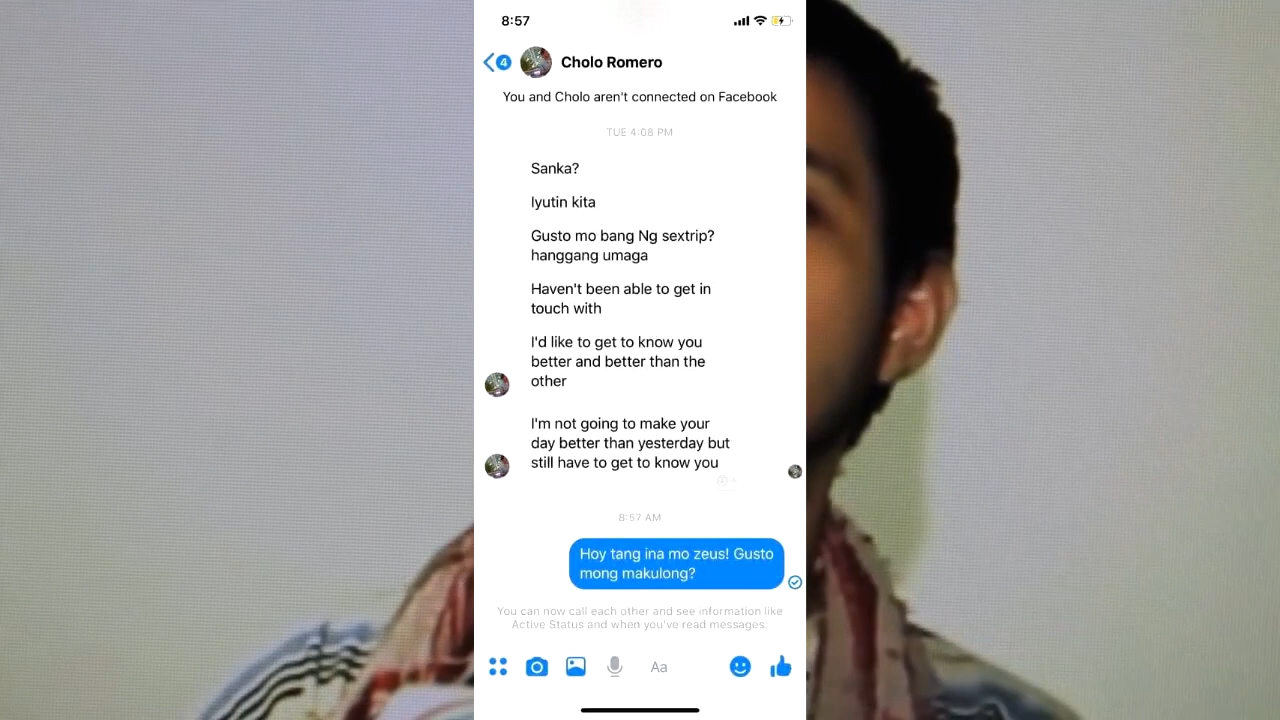 8:57
4
Cholo Romero
You and Cholo aren't connected on Facebook
TUE 4:08 PM
Sanka?
Iyutin kita
Gusto mo bang Ng sextrip?
hanggang umaga
Haven't been able to get in
touch with
I'd like to get to know you
better and better than the
other
I'm not going to make your
day better than yesterday but
still have to get to know you
8:57 AM
Hoy tang ina mo zeus! Gusto
mong makulong?
You can now call each other and see information like
Active Status and when you've read messages.
Aa